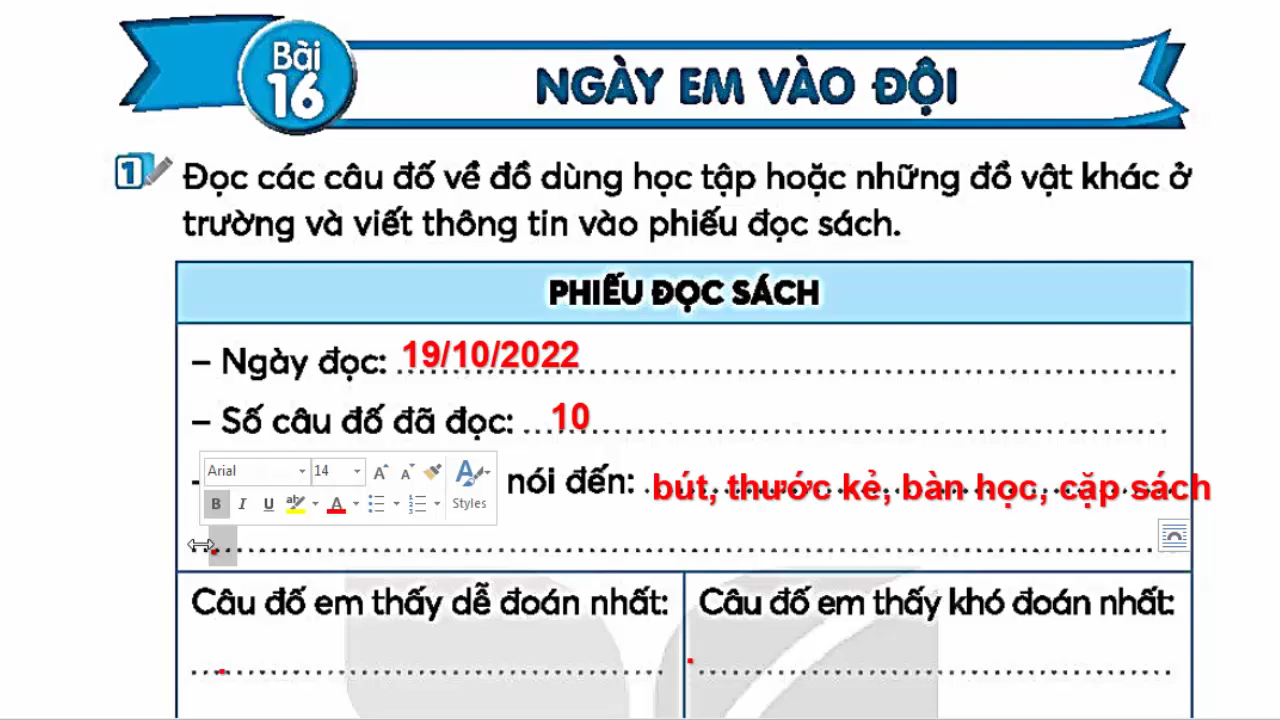 Bài
16
NGÀY EM VÀO ĐỘI
1 Đọc các câu đố về đồ dùng học tập hoặc những đồ vật khác ở
trường và viết thông tin vào phiếu đọc sách.
PHIẾU ĐỌC SÁCH
– Ngày đọc: 19/10/2022
– Số câu đố đã đọc: 10
Arial 14
nói đến: bút, thước kẻ, bàn học, cặp sách
B I U ab A Styles
Câu đố em thấy dễ đoán nhất:
Câu đố em thấy khó đoán nhất: